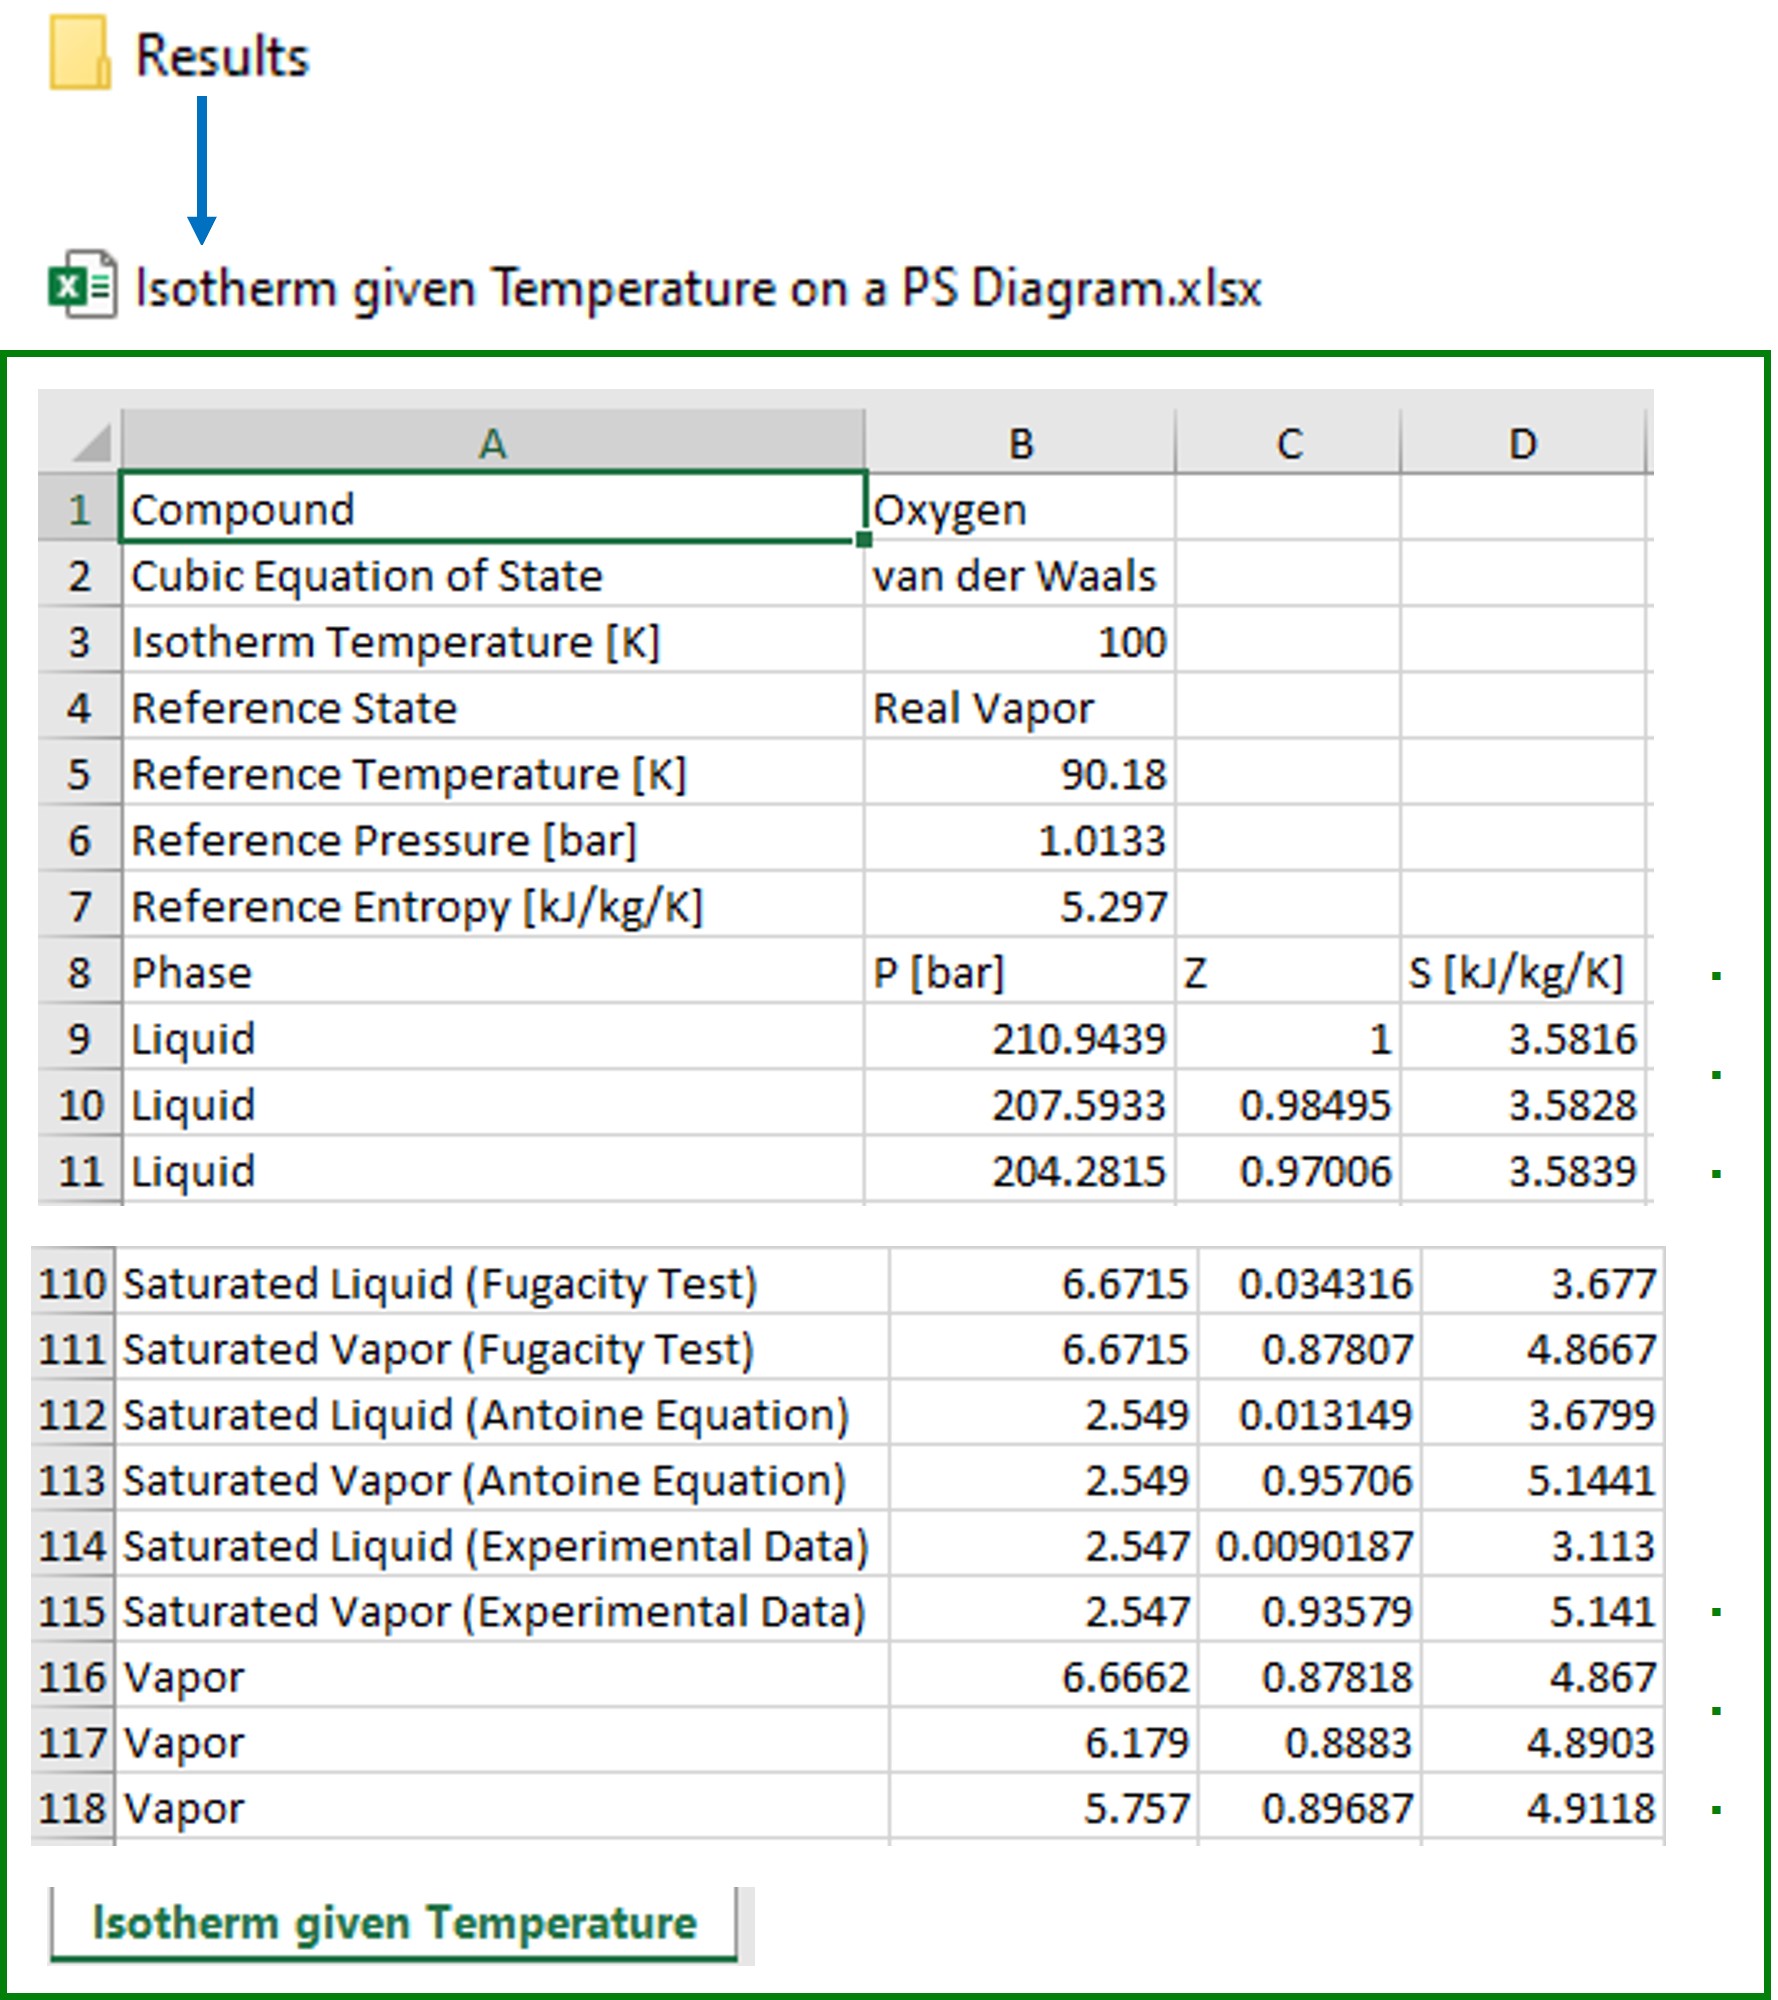 Results
Isotherm given Temperature on a PS Diagram.xlsx
A B C D
1 Compound Oxygen
2 Cubic Equation of State van der Waals
3 Isotherm Temperature [K] 100
4 Reference State Real Vapor
5 Reference Temperature [K] 90.18
6 Reference Pressure [bar] 1.0133
7 Reference Entropy [kJ/kg/K] 5.297
8 Phase P [bar] Z S [kJ/kg/K]
9 Liquid 210.9439 1 3.5816
10 Liquid 207.5933 0.98495 3.5828
11 Liquid 204.2815 0.97006 3.5839
110 Saturated Liquid (Fugacity Test) 6.6715 0.034316 3.677
111 Saturated Vapor (Fugacity Test) 6.6715 0.87807 4.8667
112 Saturated Liquid (Antoine Equation) 2.549 0.013149 3.6799
113 Saturated Vapor (Antoine Equation) 2.549 0.95706 5.1441
114 Saturated Liquid (Experimental Data) 2.547 0.0090187 3.113
115 Saturated Vapor (Experimental Data) 2.547 0.93579 5.141
116 Vapor 6.6662 0.87818 4.867
117 Vapor 6.179 0.8883 4.8903
118 Vapor 5.757 0.89687 4.9118
Isotherm given Temperature